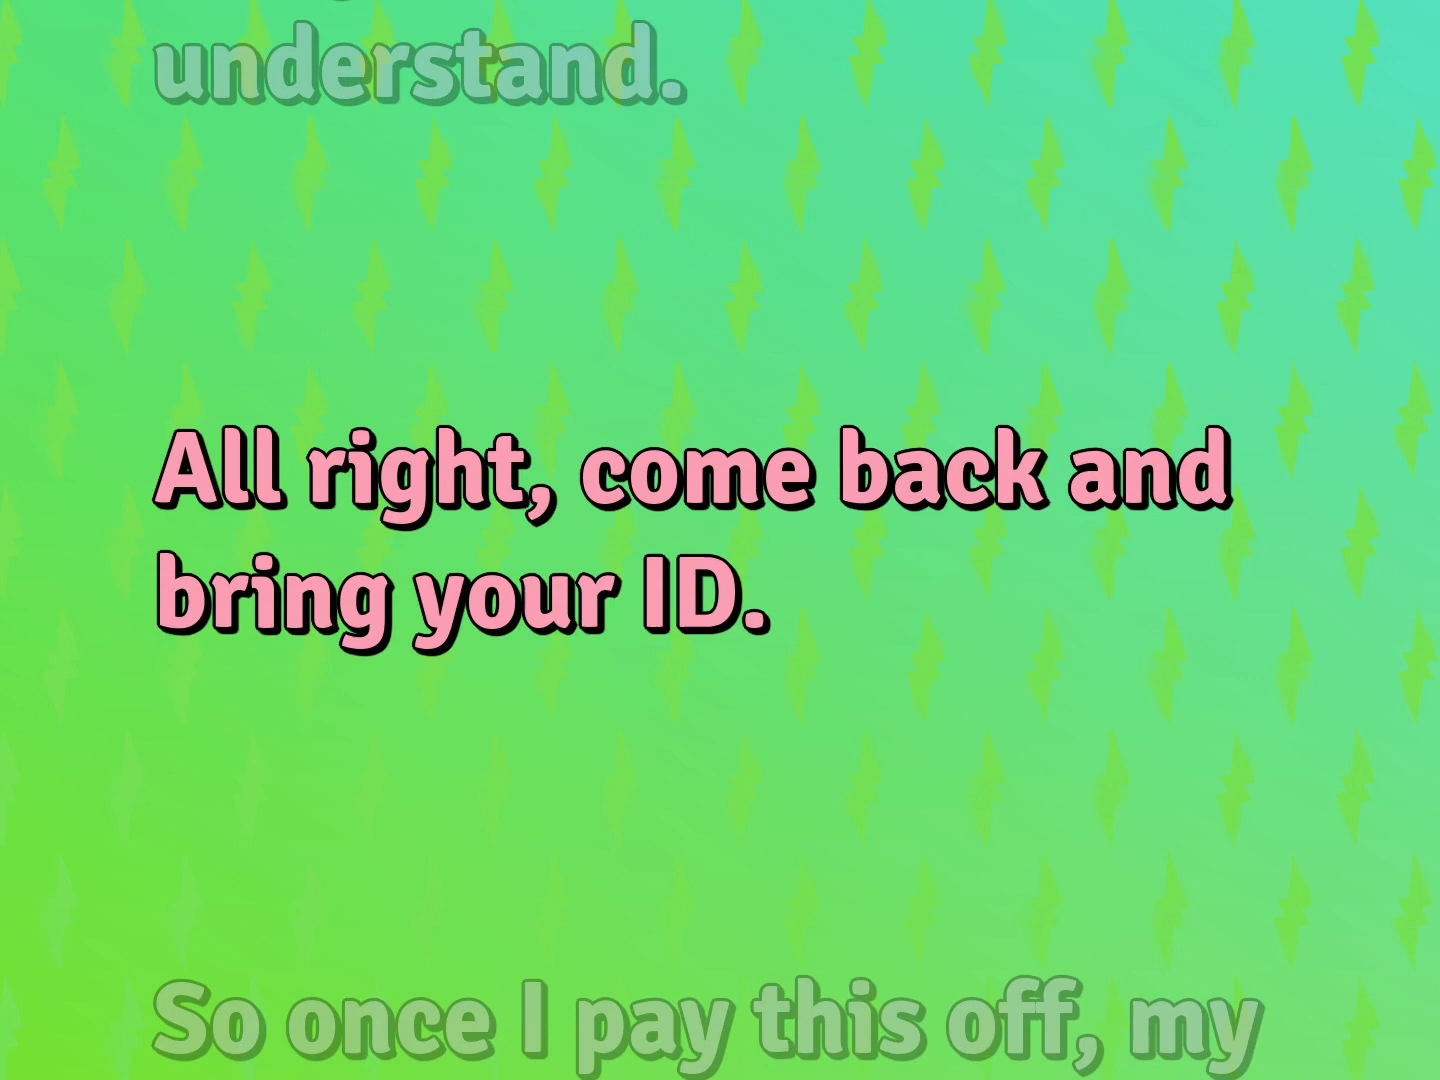 understand.
All right, come back and
bring your ID.
So once I pay this off, my